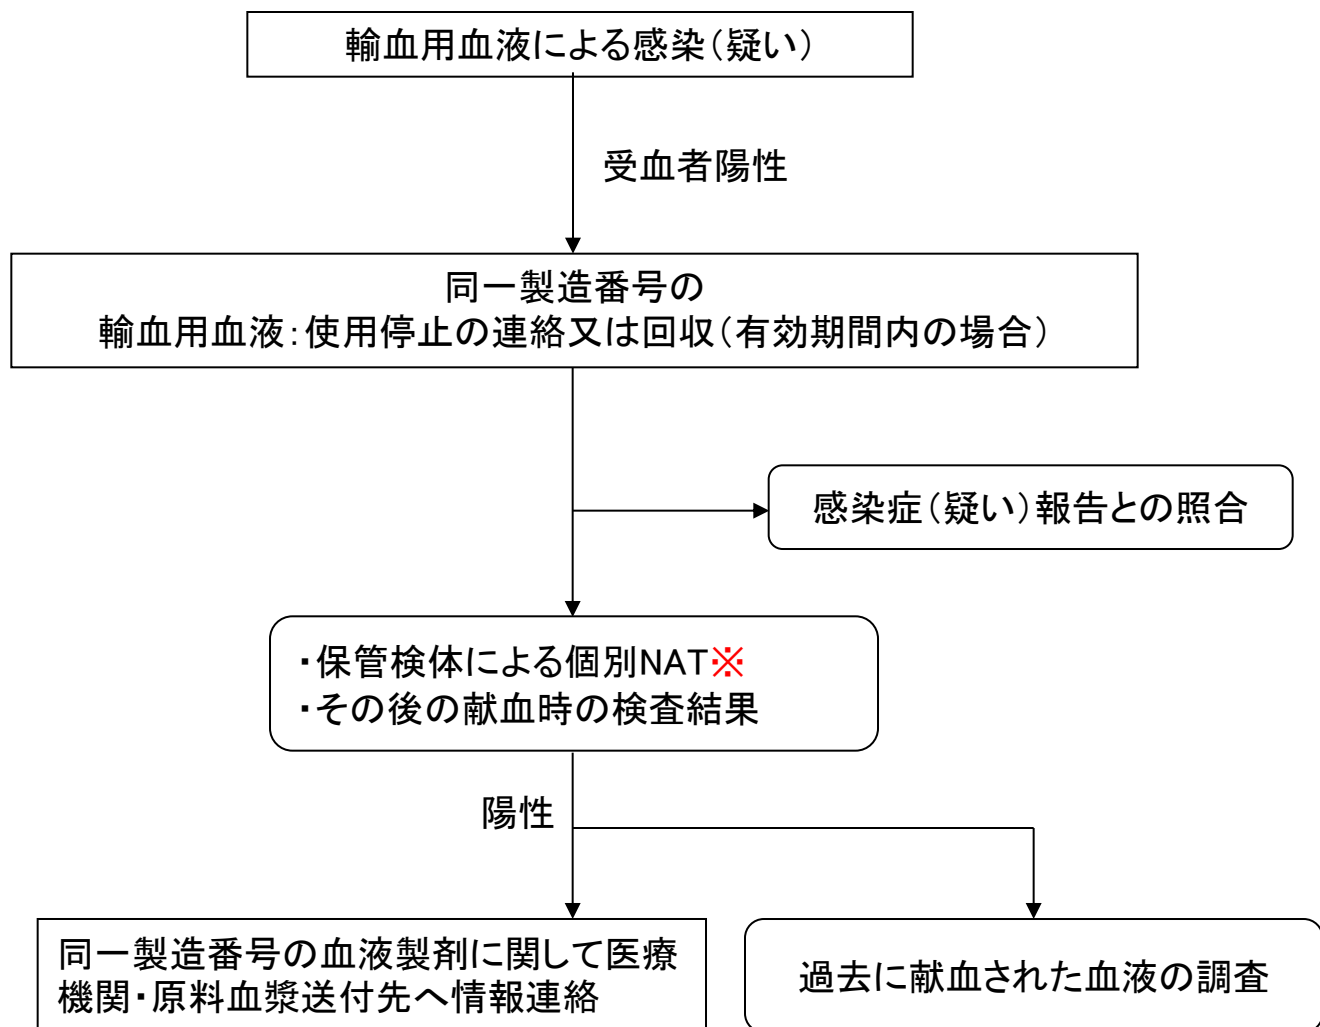 輸血用血液による感染（疑い）
受血者陽性
同一製造番号の
輸血用血液：使用停止の連絡又は回収（有効期間内の場合）
感染症（疑い）報告との照合
・保管検体による個別NAT※
・その後の献血時の検査結果
陽性
同一製造番号の血液製剤に関して医療
機関・原料血漿送付先へ情報連絡
過去に献血された血液の調査